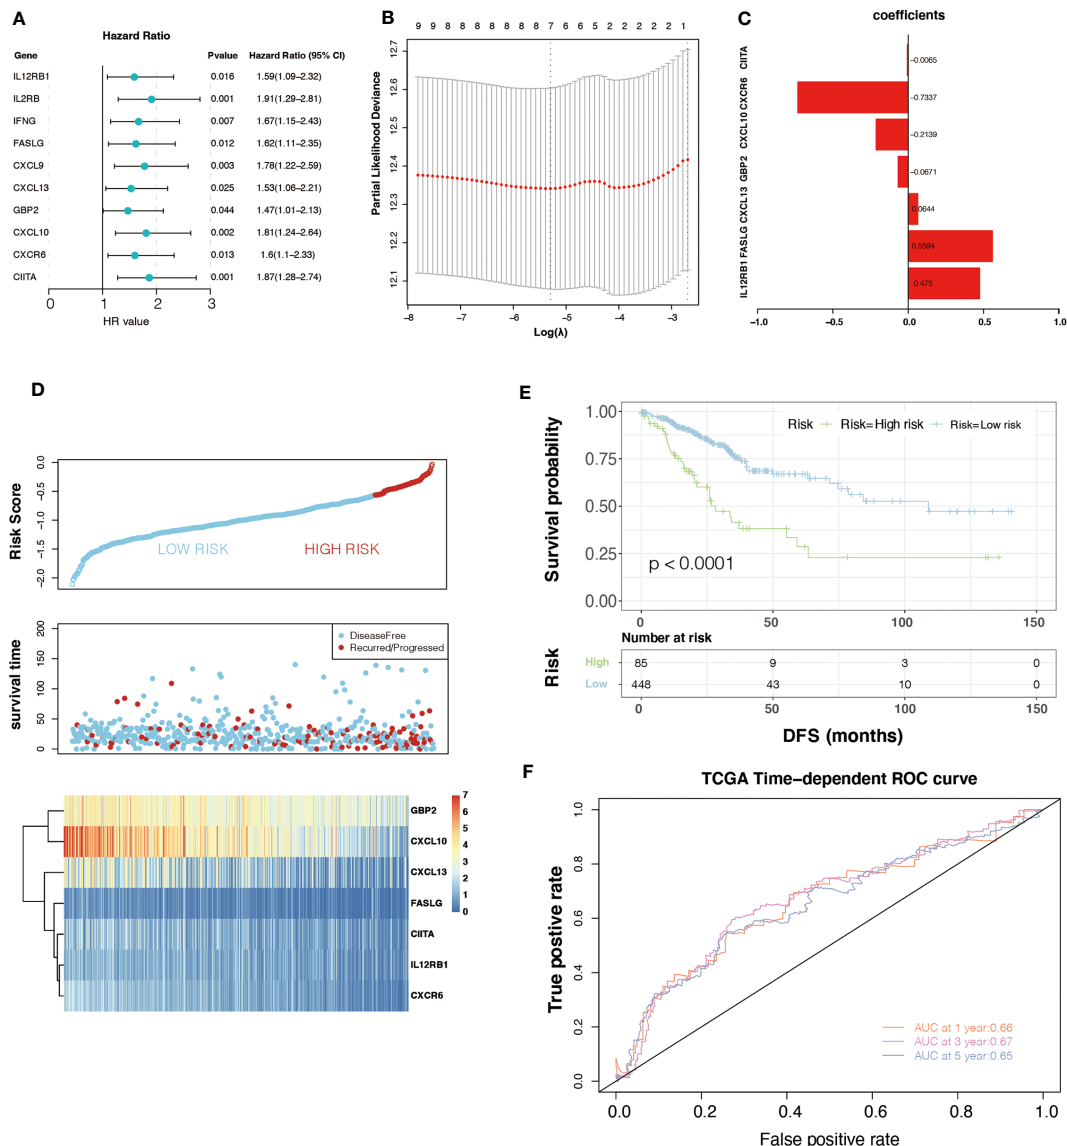 A
Hazard Ratio
Gene Pvalue Hazard Ratio (95% CI)
IL12RB1 0.016 1.59(1.09−2.32)
IL2RB 0.001 1.91(1.29−2.81)
IFNG 0.007 1.67(1.15−2.43)
FASLG 0.012 1.62(1.11−2.35)
CXCL9 0.003 1.78(1.22−2.59)
CXCL13 0.025 1.53(1.06−2.21)
GBP2 0.044 1.47(1.01−2.13)
CXCL10 0.002 1.81(1.24−2.64)
CXCR6 0.013 1.6(1.1−2.33)
CIITA 0.001 1.87(1.28−2.74)
0 1 2 3
HR value
B
9 9 8 8 8 8 8 8 7 6 6 5 2 2 2 2 1
Partial Likelihood Deviance
12.7
12.6
12.5
12.4
12.3
12.2
12.1
−8 −7 −6 −5 −4 −3
Log(λ)
C
coefficients
CIITA −0.0065
CXCR6 −0.7337
CXCL10 −0.2139
GBP2 −0.0671
CXCL13 0.0644
FASLG 0.5594
IL12RB1 0.475
−1.0 −0.5 0.0 0.5 1.0
D
Risk Score
0.0
−0.5
−1.0
−1.5
−2.0
LOW RISK HIGH RISK
survival time
200
150
100
50
0
DiseaseFree
Recurred/Progressed
GBP2
CXCL10
CXCL13
FASLG
CIITA
IL12RB1
CXCR6
7
6
5
4
3
2
1
0
E
Survival probability
1.00
0.75
0.50
0.25
0.00
Risk Risk=High risk Risk=Low risk
p < 0.0001
0 50 100 150
Number at risk
Risk
High 85 9 3 0
Low 448 43 10 0
0 50 100 150
DFS (months)
F
TCGA Time−dependent ROC curve
True postive rate
1.0
0.8
0.6
0.4
0.2
0.0
AUC at 1 year:0.66
AUC at 3 year:0.67
AUC at 5 year:0.65
0.0 0.2 0.4 0.6 0.8 1.0
False positive rate